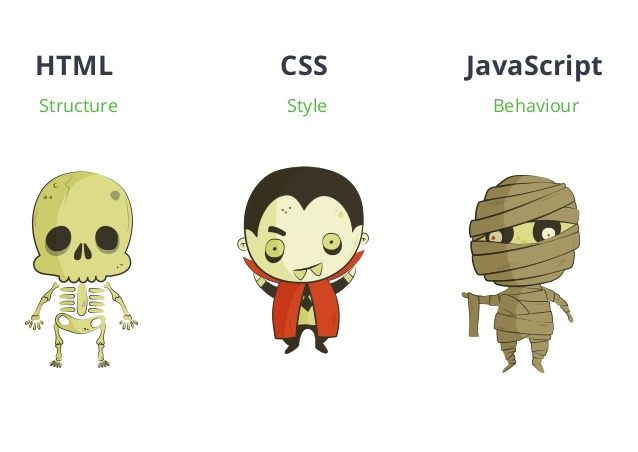 HTML
Structure
CSS
Style
JavaScript
Behaviour